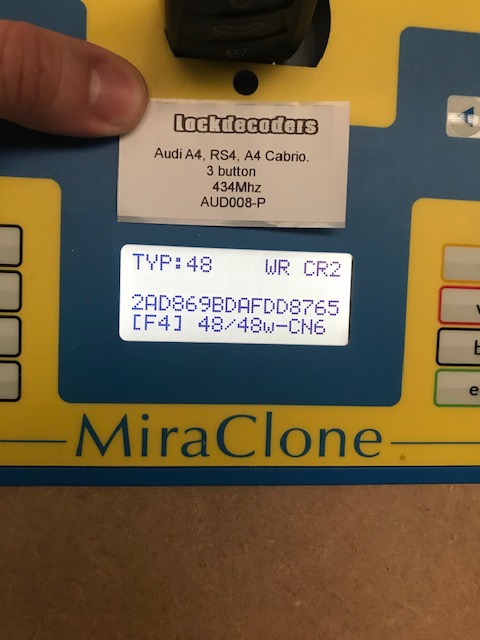 Lockdecoders
Audi A4, RS4, A4 Cabrio.
3 button
434Mhz
AUD008-P
TYP:48 WR CR2
2AD869BDAFDD8765
[F4] 48/48w-CN6
MiraClone